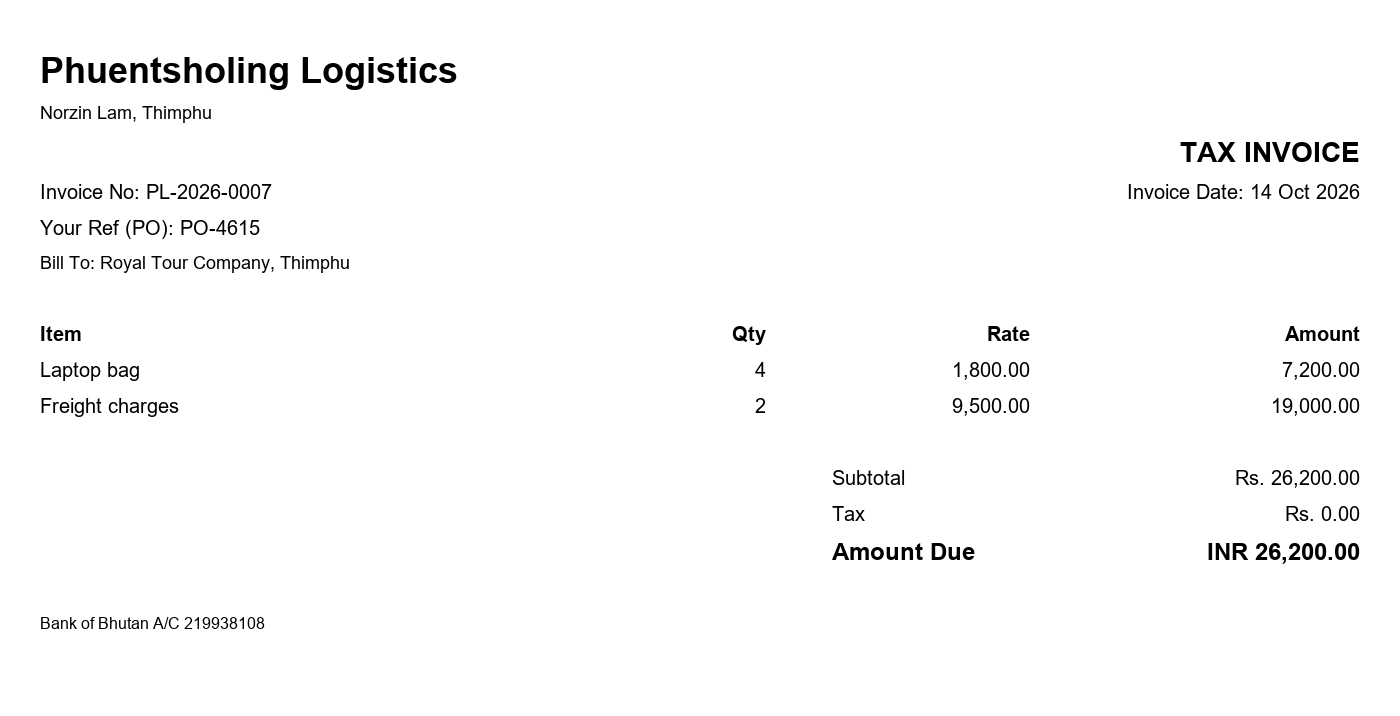 Phuentsholing Logistics
Norzin Lam, Thimphu
TAX INVOICE
Invoice No: PL-2026-0007 Invoice Date: 14 Oct 2026
Your Ref (PO): PO-4615
Bill To: Royal Tour Company, Thimphu
Item Qty Rate Amount
Laptop bag 4 1,800.00 7,200.00
Freight charges 2 9,500.00 19,000.00
Subtotal Rs. 26,200.00
Tax Rs. 0.00
Amount Due INR 26,200.00
Bank of Bhutan A/C 219938108